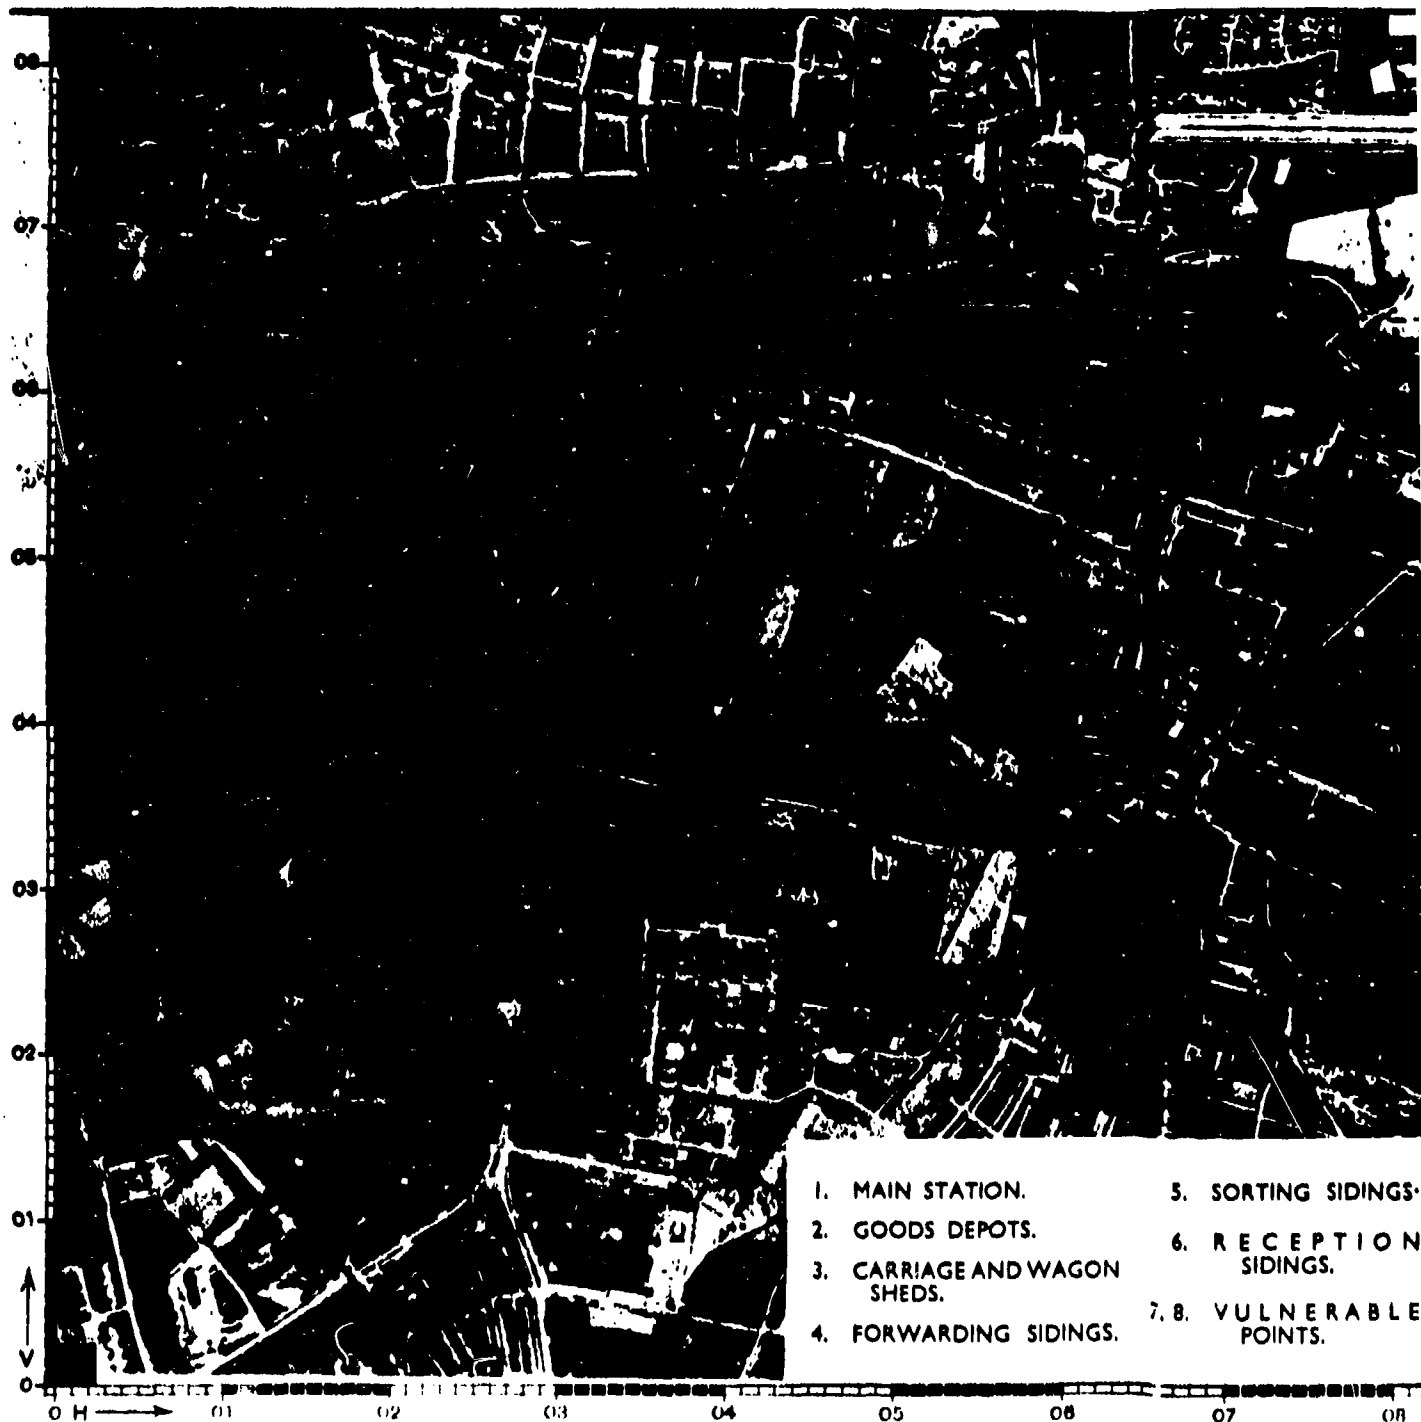 08
07
06
05
04
03
02
01
V
0
0 H 01 02 03 04 05 06 07 08
4
1. MAIN STATION.
2. GOODS DEPOTS.
3. CARRIAGE AND WAGON
SHEDS.
4. FORWARDING SIDINGS.
5. SORTING SIDINGS.
6. RECEPTION
SIDINGS.
7, 8. VULNERABLE
POINTS.